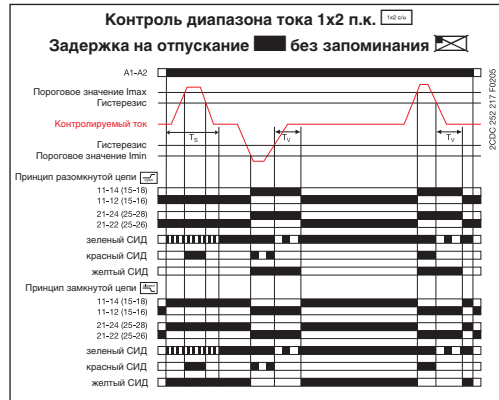 Контроль диапазона тока 1x2 п.к. 1x2 c/o
Задержка на отпускание без запоминания
A1-A2
Пороговое значение Imax
Гистерезис
Контролируемый ток
Ts
Tv
Tv
Гистерезис
Пороговое значение Imin
Принцип разомкнутой цепи
11-14 (15-18)
11-12 (15-16)
21-24 (25-28)
21-22 (25-26)
зеленый СИД
красный СИД
желтый СИД
Принцип замкнутой цепи
11-14 (15-18)
11-12 (15-16)
21-24 (25-28)
21-22 (25-26)
зеленый СИД
красный СИД
желтый СИД
2CDC 252 217 F0205